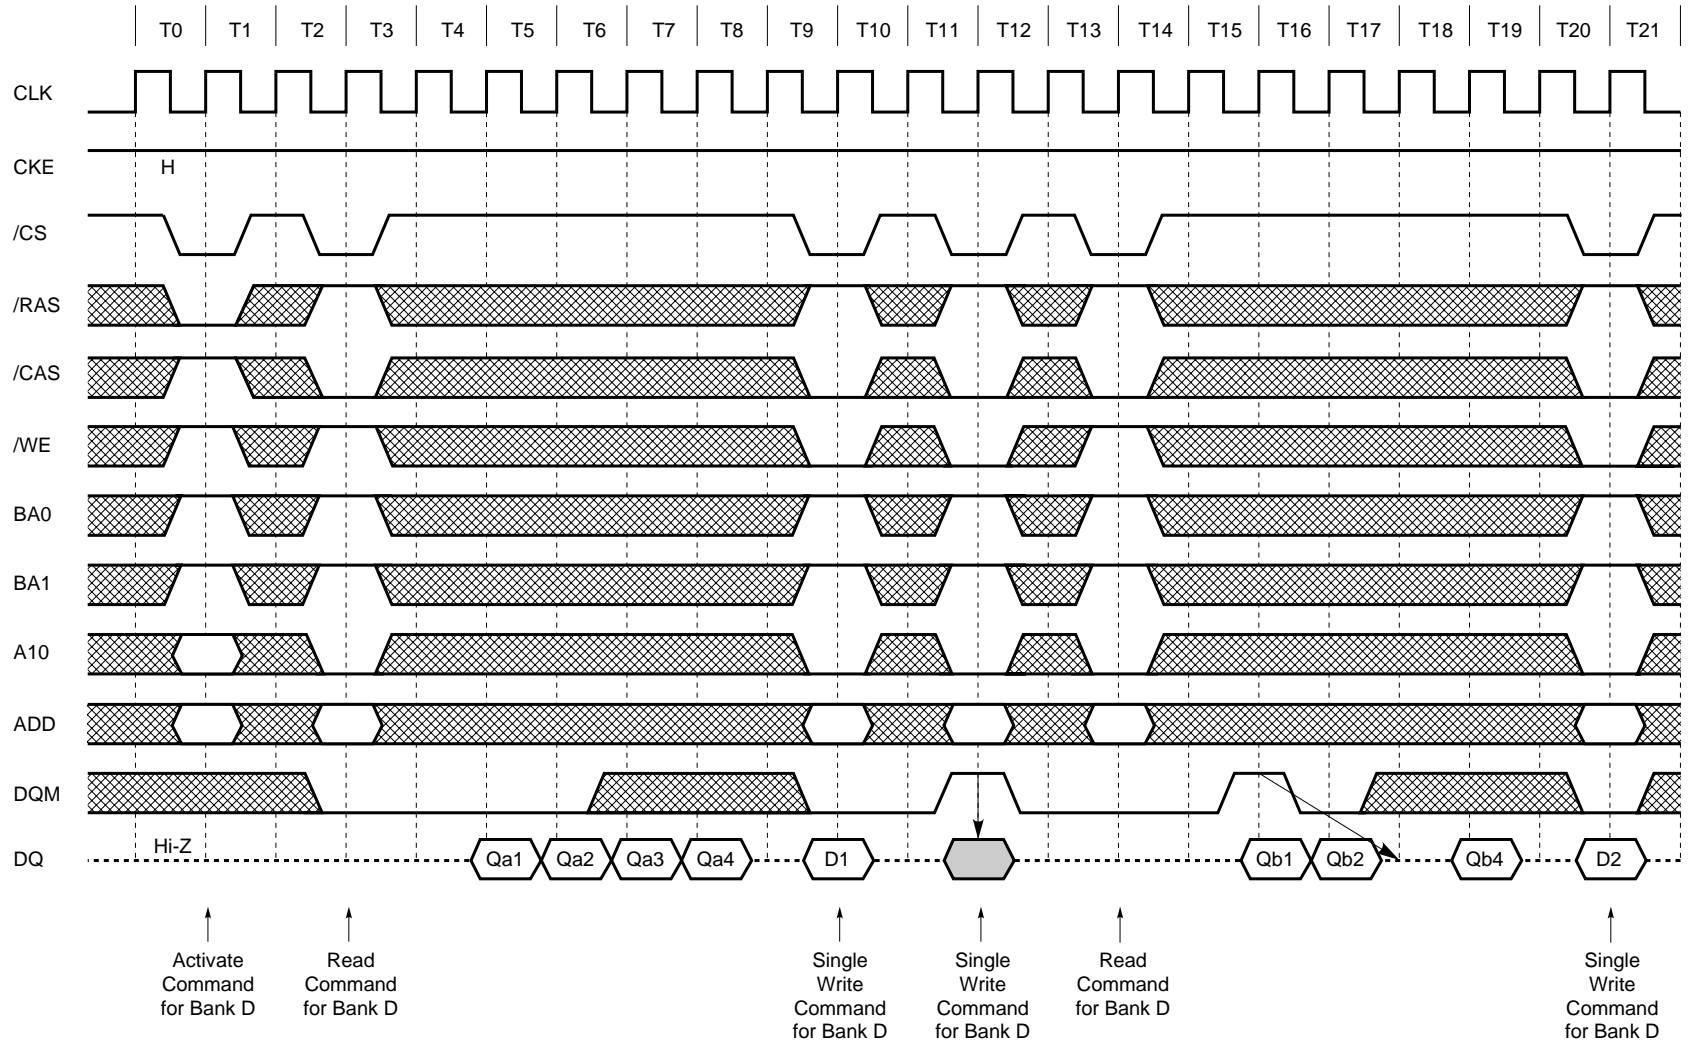 T0 T1 T2 T3 T4 T5 T6 T7 T8 T9 T10 T11 T12 T13 T14 T15 T16 T17 T18 T19 T20 T21
CLK
CKE H
/CS
/RAS
/CAS
/WE
BA0
BA1
A10
ADD
DQM
DQ Hi-Z Qa1 Qa2 Qa3 Qa4 D1 Qb1 Qb2 Qb4 D2
Activate
Command
for Bank D
Read
Command
for Bank D
Single
Write
Command
for Bank D
Single
Write
Command
for Bank D
Read
Command
for Bank D
Single
Write
Command
for Bank D